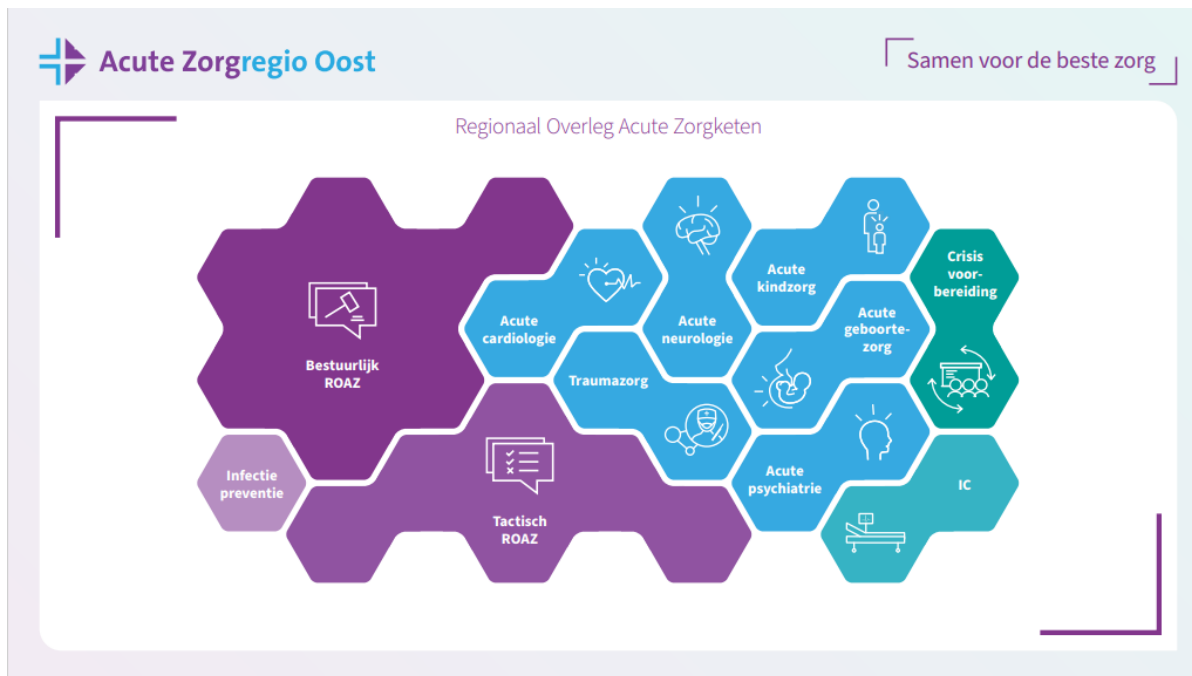 Acute Zorgregio Oost
Samen voor de beste zorg
Regionaal Overleg Acute Zorgketen
Bestuurlijk
ROAZ
Infectie
preventie
Tactisch
ROAZ
Acute
cardiologie
Traumazorg
Acute
neurologie
Acute
kindzorg
Acute
geboorte-
zorg
Acute
psychiatrie
Crisis
voor-
bereiding
IC